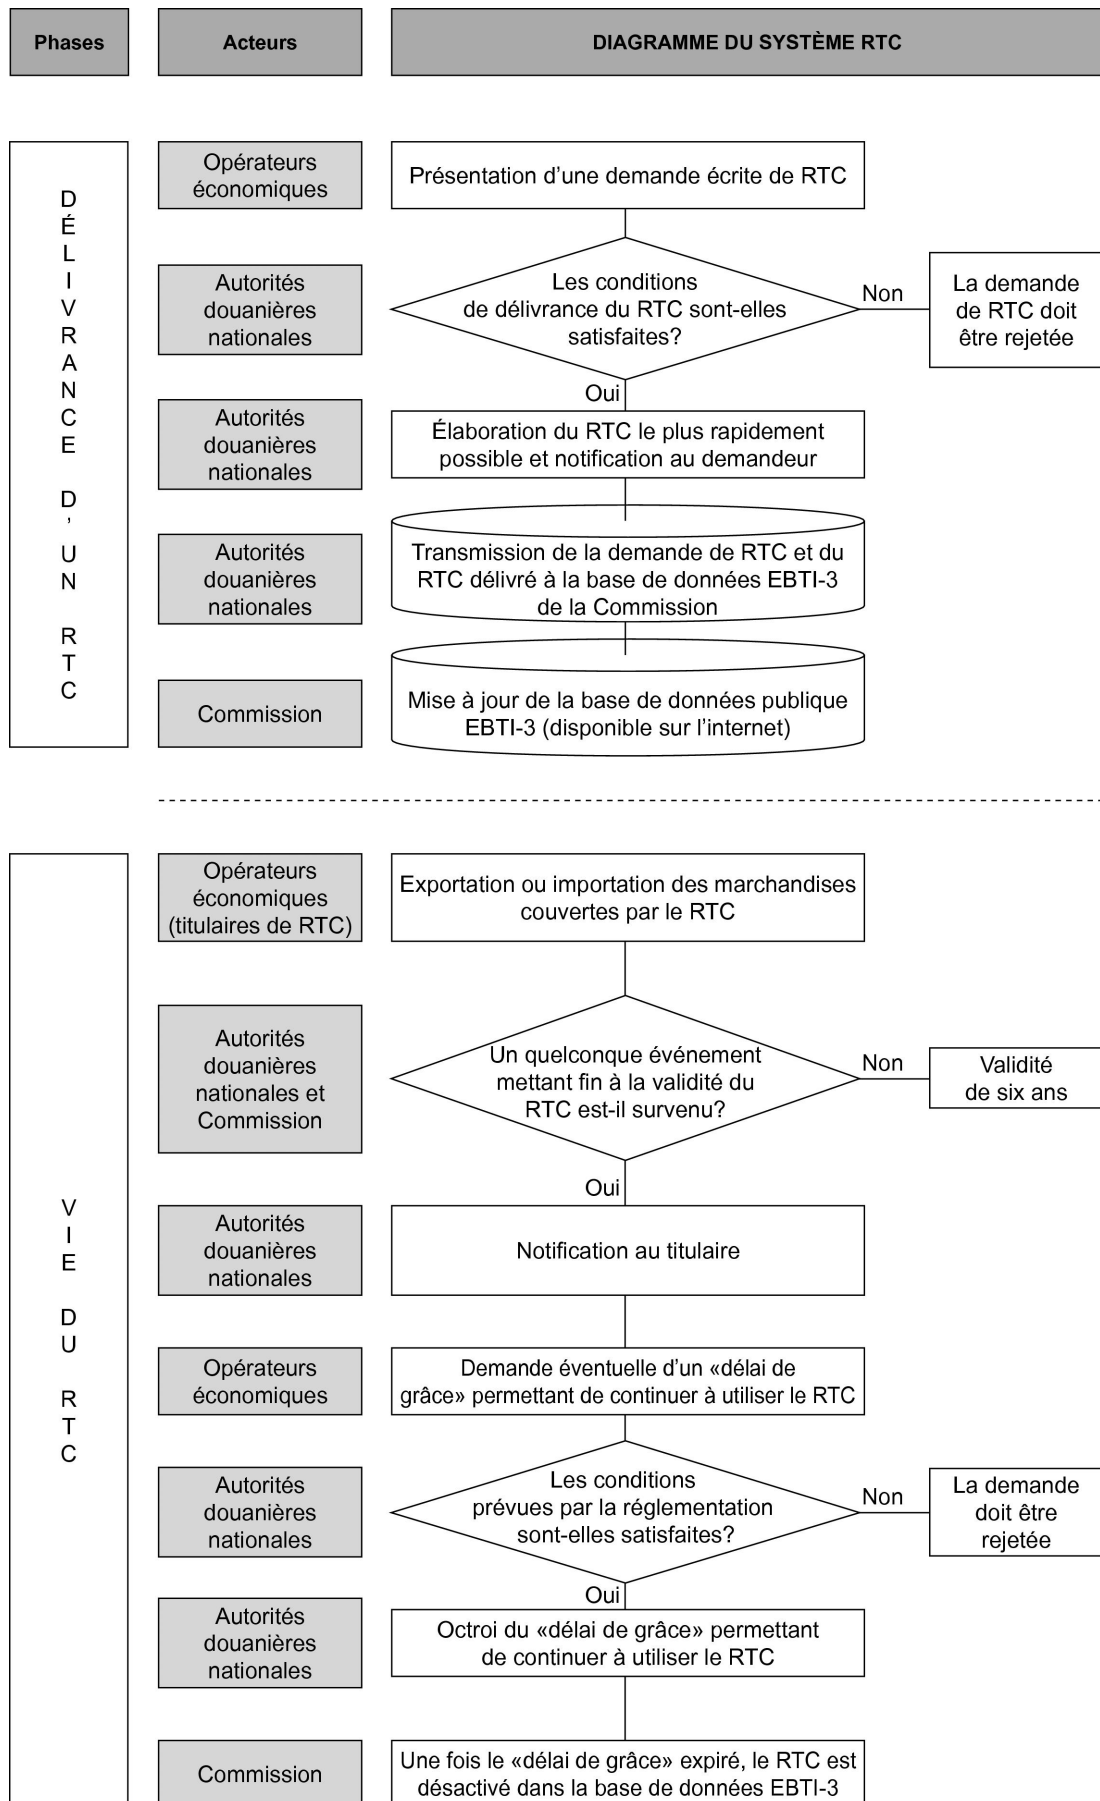 Phases
Acteurs
DIAGRAMME DU SYSTÈME RTC
DÉLIVRANCE D’UN RTC
Opérateurs
économiques
Présentation d’une demande écrite de RTC
Autorités
douanières
nationales
Les conditions
de délivrance du RTC sont-elles
satisfaites?
Non
La demande
de RTC doit
être rejetée
Oui
Autorités
douanières
nationales
Élaboration du RTC le plus rapidement
possible et notification au demandeur
Autorités
douanières
nationales
Transmission de la demande de RTC et du
RTC délivré à la base de données EBTI-3
de la Commission
Commission
Mise à jour de la base de données publique
EBTI-3 (disponible sur l’internet)
VIE DU RTC
Opérateurs
économiques
(titulaires de RTC)
Exportation ou importation des marchandises
couvertes par le RTC
Autorités
douanières
nationales et
Commission
Un quelconque événement
mettant fin à la validité du
RTC est-il survenu?
Non
Validité
de six ans
Oui
Autorités
douanières
nationales
Notification au titulaire
Opérateurs
économiques
Demande éventuelle d’un «délai de
grâce» permettant de continuer à utiliser le RTC
Autorités
douanières
nationales
Les conditions
prévues par la réglementation
sont-elles satisfaites?
Non
La demande
doit être
rejetée
Oui
Autorités
douanières
nationales
Octroi du «délai de grâce» permettant
de continuer à utiliser le RTC
Commission
Une fois le «délai de grâce» expiré, le RTC est
désactivé dans la base de données EBTI-3